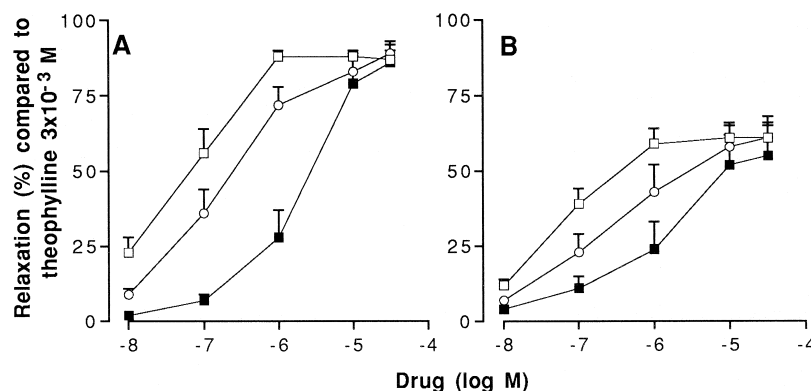 Relaxation (%) compared to
theophylline 3x10⁻³ M
A
100
75
50
25
0
-8 -7 -6 -5 -4
B
100
75
50
25
0
-8 -7 -6 -5 -4
Drug (log M)